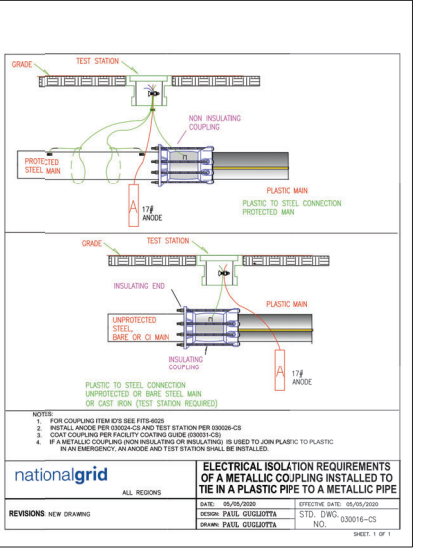 GRADE
TEST STATION
NON INSULATING
COUPLING
PROTECTED
STEEL MAIN
PLASTIC MAIN
PLASTIC TO STEEL CONNECTION
PROTECTED MAN
A
17#
ANODE
GRADE
TEST STATION
INSULATING END
PLASTIC MAIN
UNPROTECTED
STEEL,
BARE OR CI MAIN
INSULATING
COUPLING
A
17#
ANODE
PLASTIC TO STEEL CONNECTION
UNPROTECTED OR BARE STEEL MAIN
OR CAST IRON (TEST STATION REQUIRED)
NOTES:
1. FOR COUPLING ITEM ID'S SEE FITS-6025
2. INSTALL ANODE PER 030024-CS AND TEST STATION PER 030026-CS
3. COAT COUPLING PER FACILITY COATING GUIDE (030031-CS)
4. IF A METALLIC COUPLING (NON INSULATING OR INSULATING) IS USED TO JOIN PLASTIC TO PLASTIC
IN AN EMERGENCY, AN ANODE AND TEST STATION SHALL BE INSTALLED.
nationalgrid
ALL REGIONS
ELECTRICAL ISOLATION REQUIREMENTS
OF A METALLIC COUPLING INSTALLED TO
TIE IN A PLASTIC PIPE TO A METALLIC PIPE
REVISIONS: NEW DRAWING
DATE: 05/05/2020
EFFECTIVE DATE: 05/05/2020
DESIGN: PAUL GUGLIOTTA
DRAWN: PAUL GUGLIOTTA
STD. DWG.
NO. 030016-CS
SHEET. 1 OF 1